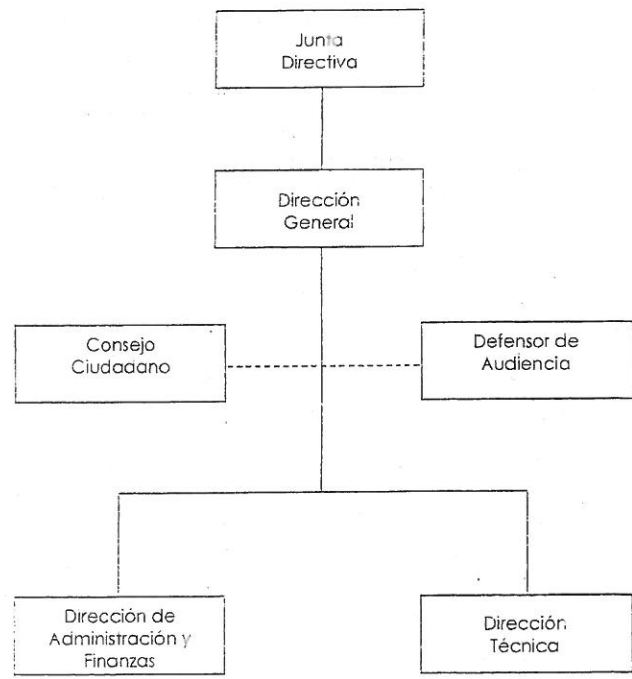 Junta
Directiva
Dirección
General
Consejo
Ciudadano
Defensor de
Audiencia
Dirección de
Administración y
Finanzas
Dirección
Técnica